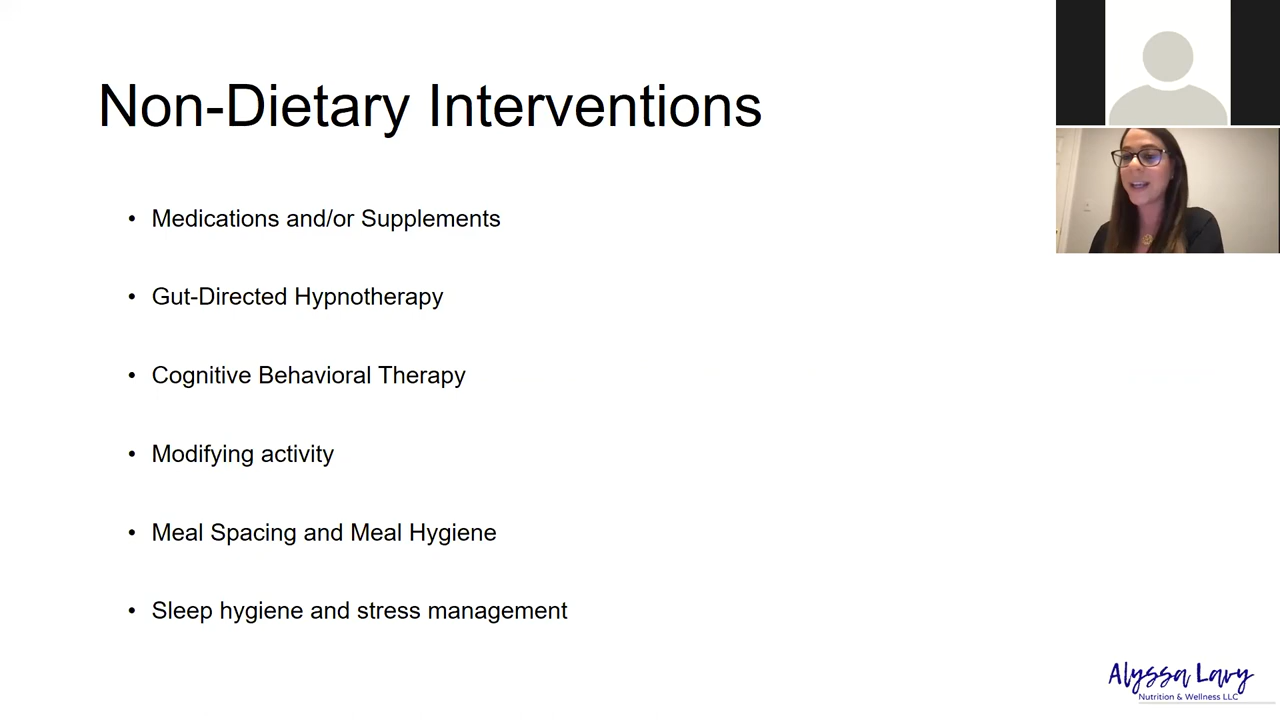 Non-Dietary Interventions
• Medications and/or Supplements
• Gut-Directed Hypnotherapy
• Cognitive Behavioral Therapy
• Modifying activity
• Meal Spacing and Meal Hygiene
• Sleep hygiene and stress management
Alyssa Lavy
Nutrition & Wellness LLC